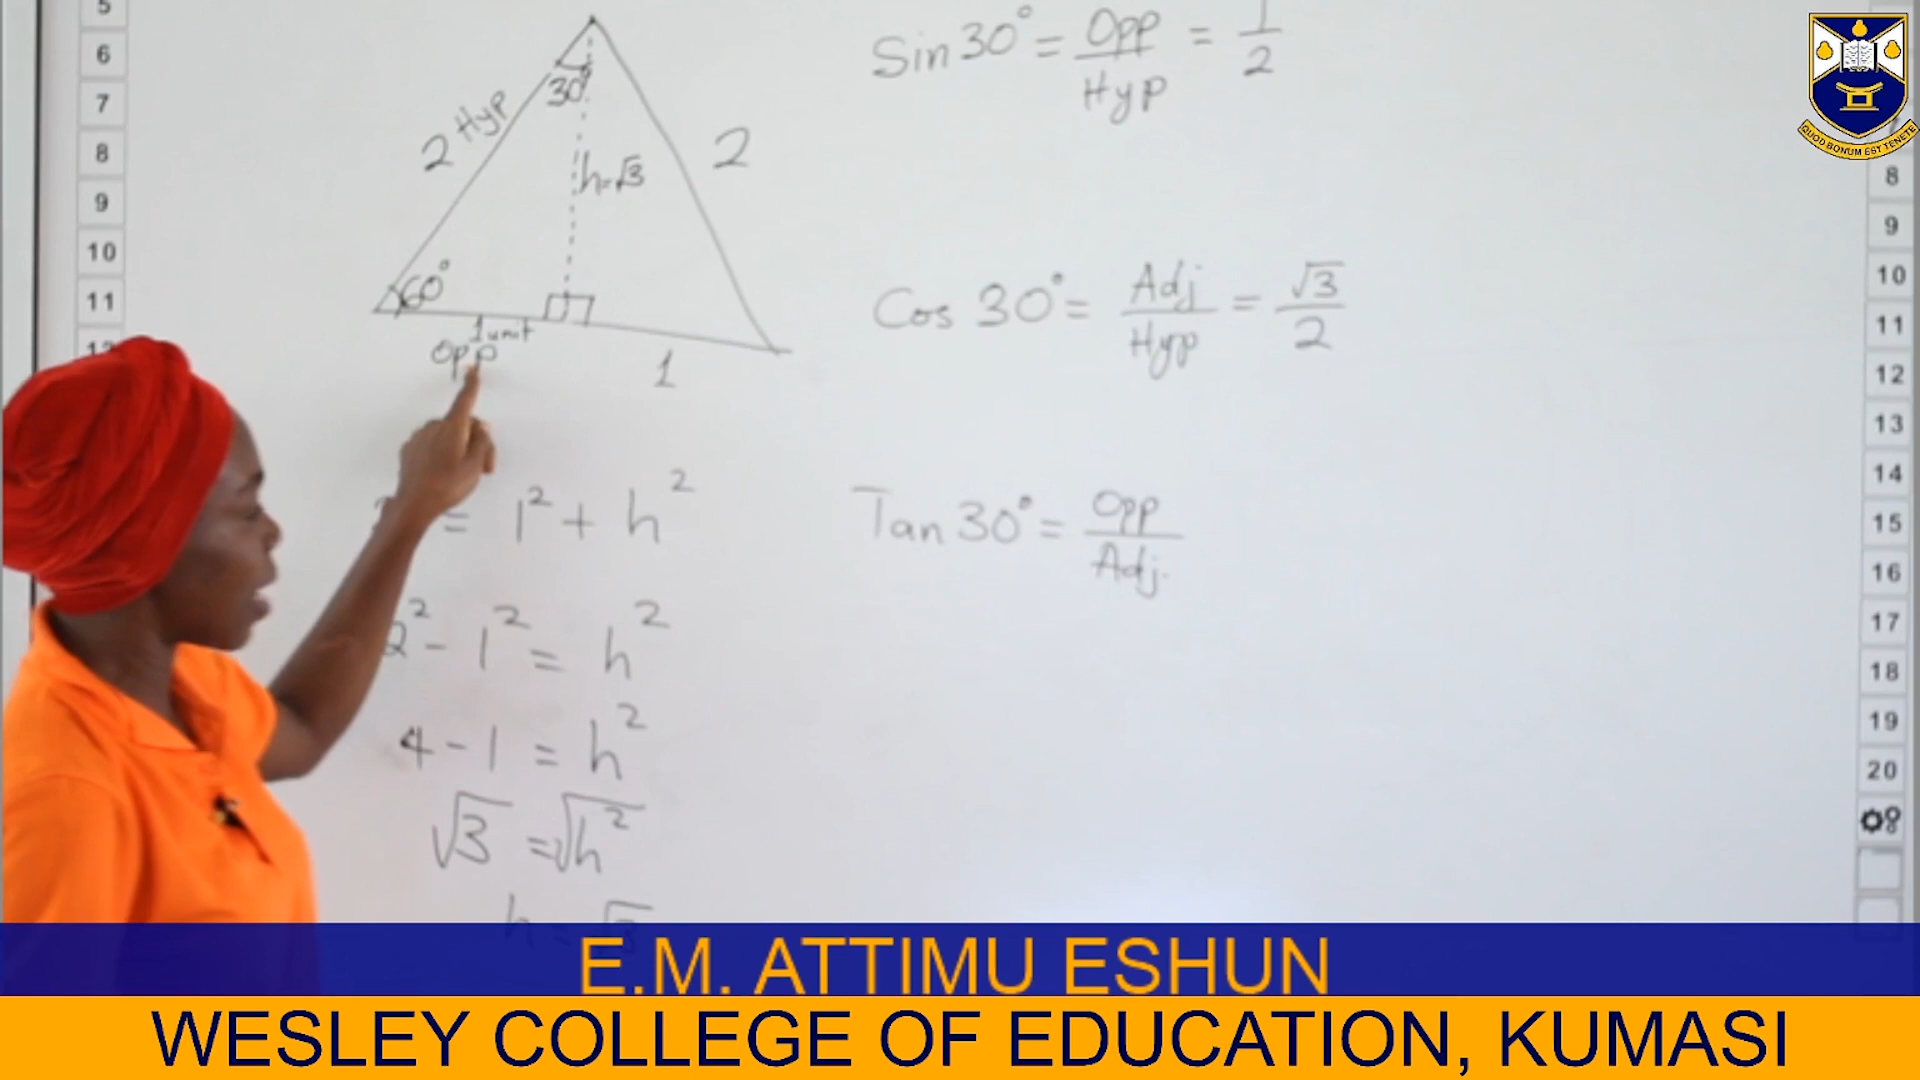 5
6
7
8
9
10
11
12
30°
2 Hyp
2
h=√3
60°
1 unit
Opp
1
= 1² + h²
2² - 1² = h²
4 - 1 = h²
√3 = √h²
h = √3
Sin 30° = Opp/Hyp = 1/2
Cos 30° = Adj/Hyp = √3/2
Tan 30° = Opp/Adj.
QUOD BONUM EST TENETE
8
9
10
11
12
13
14
15
16
17
18
19
20
E.M. ATTIMU ESHUN
WESLEY COLLEGE OF EDUCATION, KUMASI